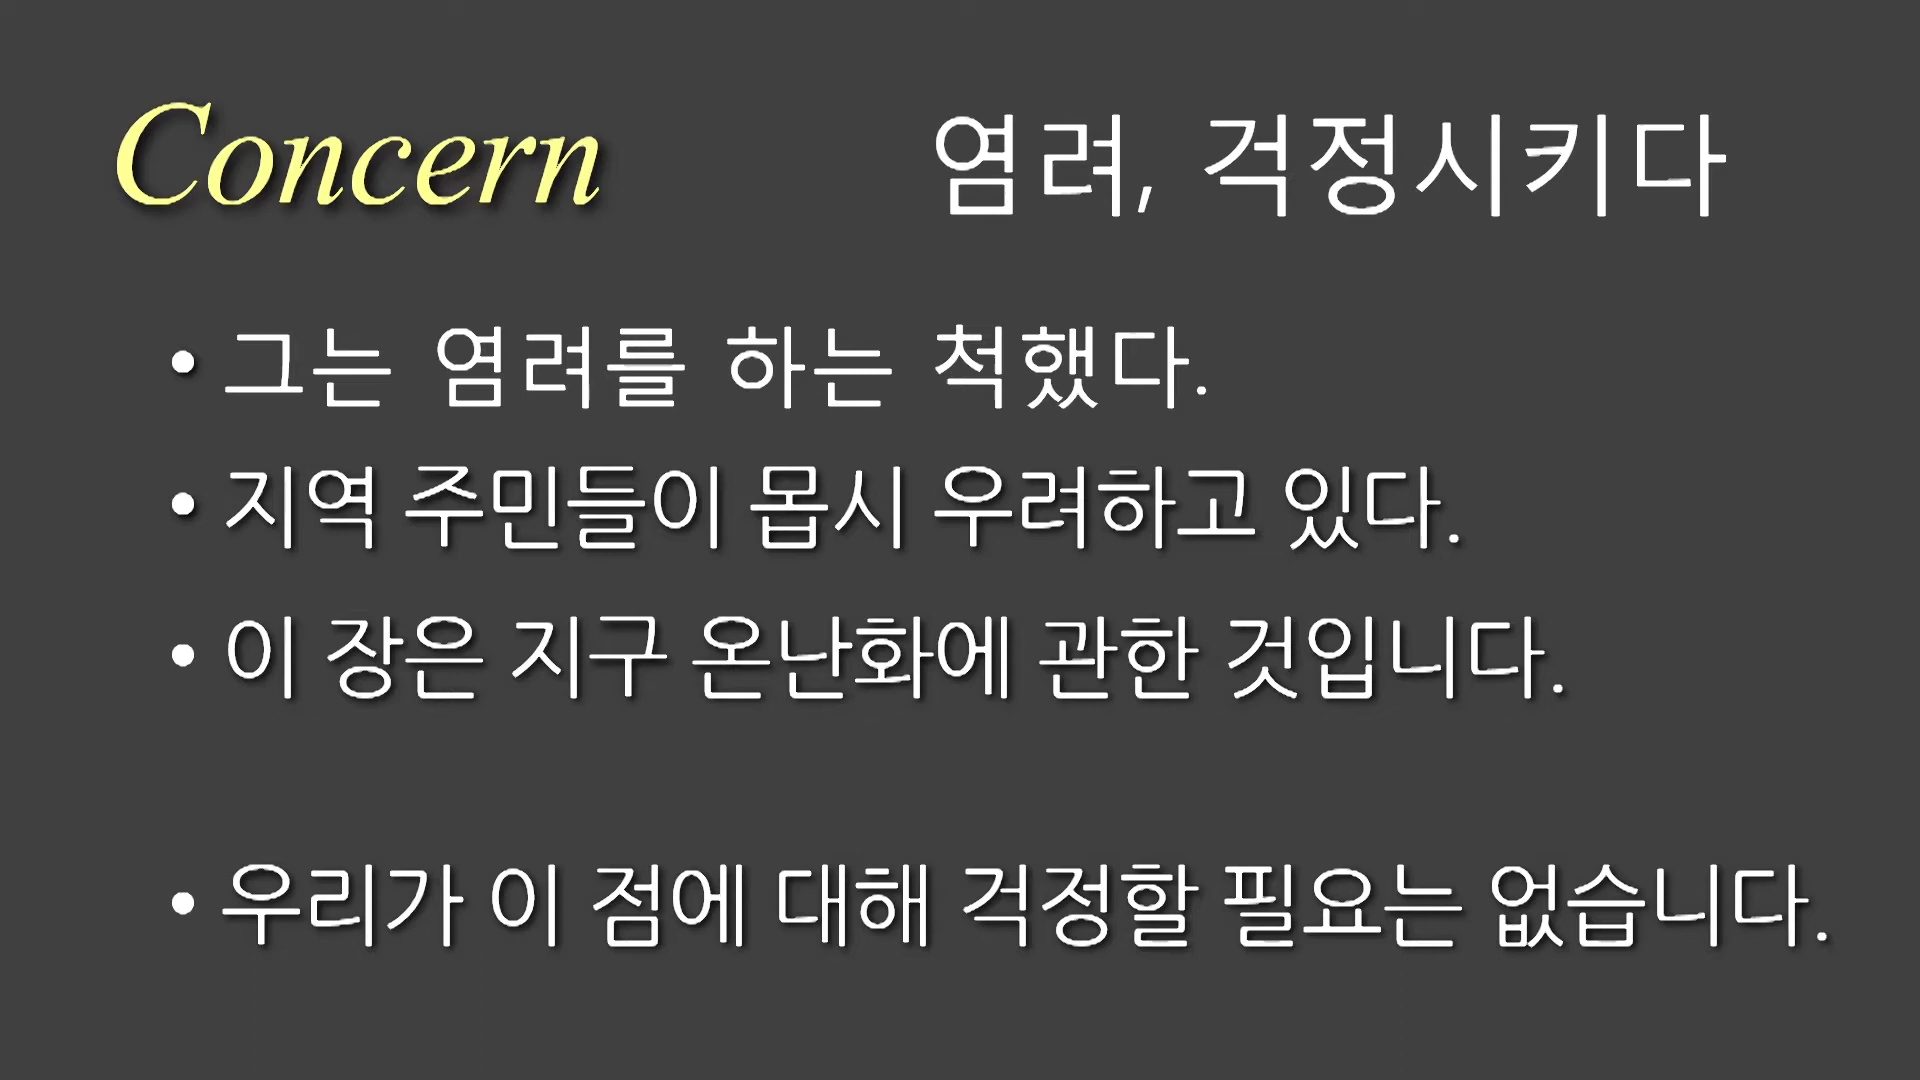 Concern 염려, 걱정시키다
• 그는 염려를 하는 척했다.
• 지역 주민들이 몹시 우려하고 있다.
• 이 장은 지구 온난화에 관한 것입니다.
• 우리가 이 점에 대해 걱정할 필요는 없습니다.